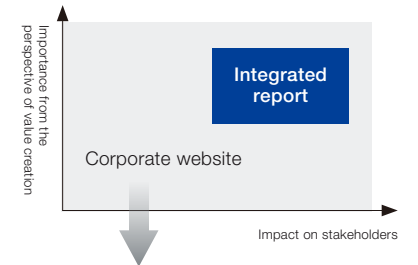 Importance from the
perspective of value creation
Integrated
report
Corporate website
Impact on stakeholders